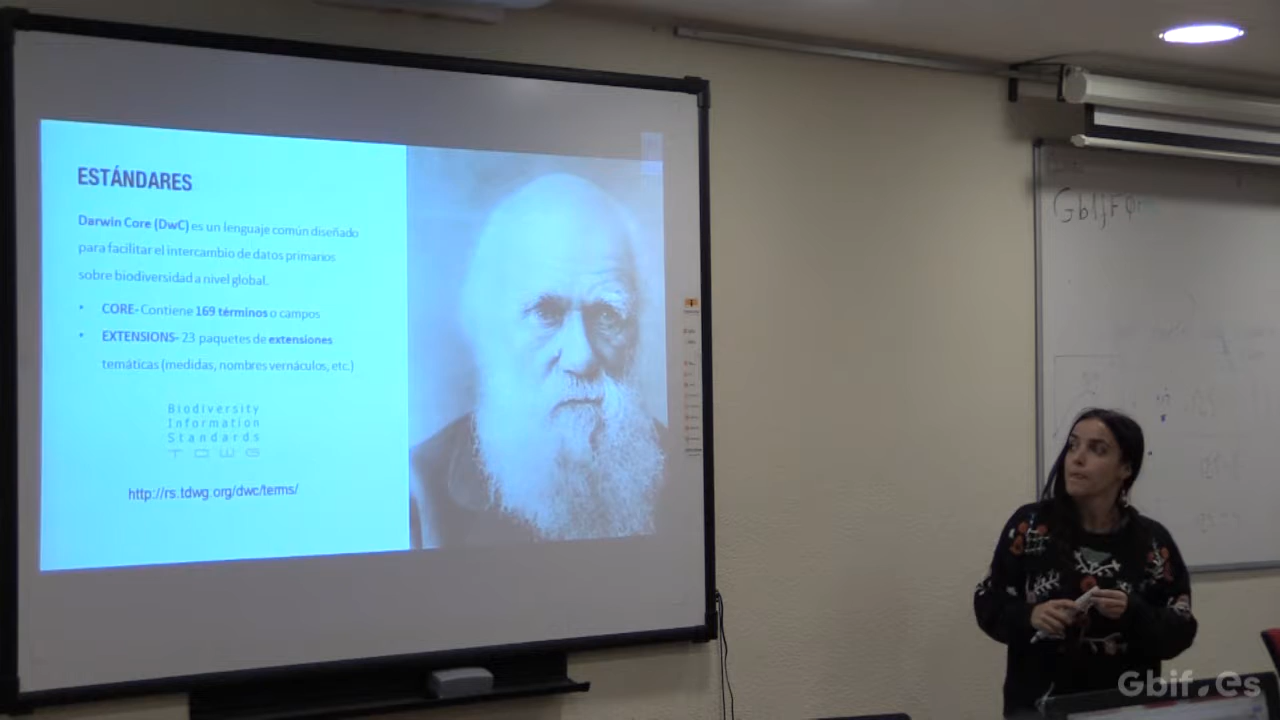 ESTÁNDARES
Darwin Core (DwC) es un lenguaje común diseñado
para facilitar el intercambio de datos primarios
sobre biodiversidad a nivel global.
• CORE- Contiene 169 términos o campos
• EXTENSIONS- 23 paquetes de extensiones
temáticas (medidas, nombres vernáculos, etc.)
Biodiversity
Information
Standards
TDWG
http://rs.tdwg.org/dwc/terms/
Gbif.es